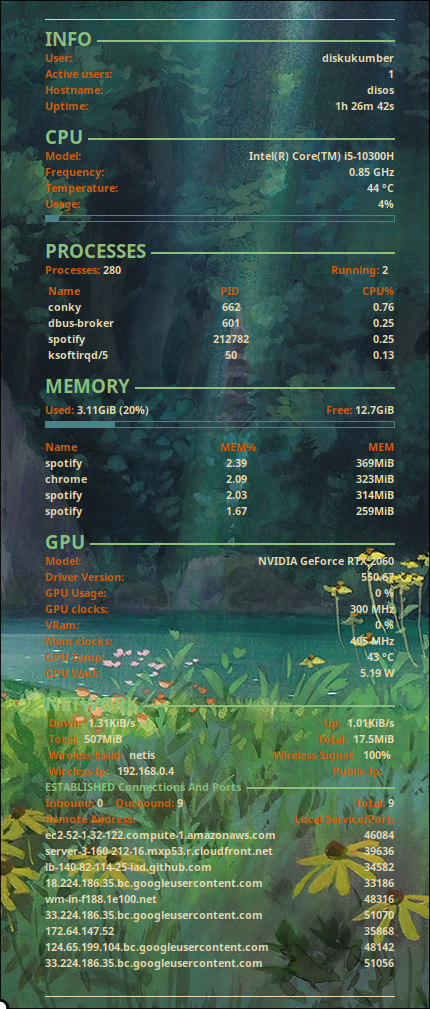 INFO
User: diskukumber
Active users: 1
Hostname: disos
Uptime: 1h 26m 42s
CPU
Model: Intel(R) Core(TM) i5-10300H
Frequency: 0.85 GHz
Temperature: 44 °C
Usage: 4%
PROCESSES
Processes: 280 Running: 2
Name PID CPU%
conky 662 0.76
dbus-broker 601 0.25
spotify 212782 0.25
ksoftirqd/5 50 0.13
MEMORY
Used: 3.11GiB (20%) Free: 12.7GiB
Name MEM% MEM
spotify 2.39 369MiB
chrome 2.09 323MiB
spotify 2.03 314MiB
spotify 1.67 259MiB
GPU
Model: NVIDIA GeForce RTX 2060
Driver Version: 550.67
GPU Usage: 0 %
GPU clocks: 300 MHz
VRam: 0 %
Mem clocks: 405 MHz
GPU Temp: 43 °C
GPU Watt: 5.19 W
NETWORK
Down: 1.31KiB/s Up: 1.01KiB/s
Total: 507MiB Total: 17.5MiB
Wireless Essid: netis Wireless Signal: 100%
Wireless Ip: 192.168.0.4 Public Ip:
ESTABLISHED Connections And Ports
Inbound: 0 Outbound: 9 Total: 9
Remote Address: Local Service/Port:
ec2-52-1-32-122.compute-1.amazonaws.com 46084
server-3-160-212-16.mxp53.r.cloudfront.net 39636
lb-140-82-114-25-iad.github.com 34582
18.224.186.35.bc.googleusercontent.com 33186
wm-in-f188.1e100.net 48316
33.224.186.35.bc.googleusercontent.com 51070
172.64.147.52 35868
124.65.199.104.bc.googleusercontent.com 48142
33.224.186.35.bc.googleusercontent.com 51056